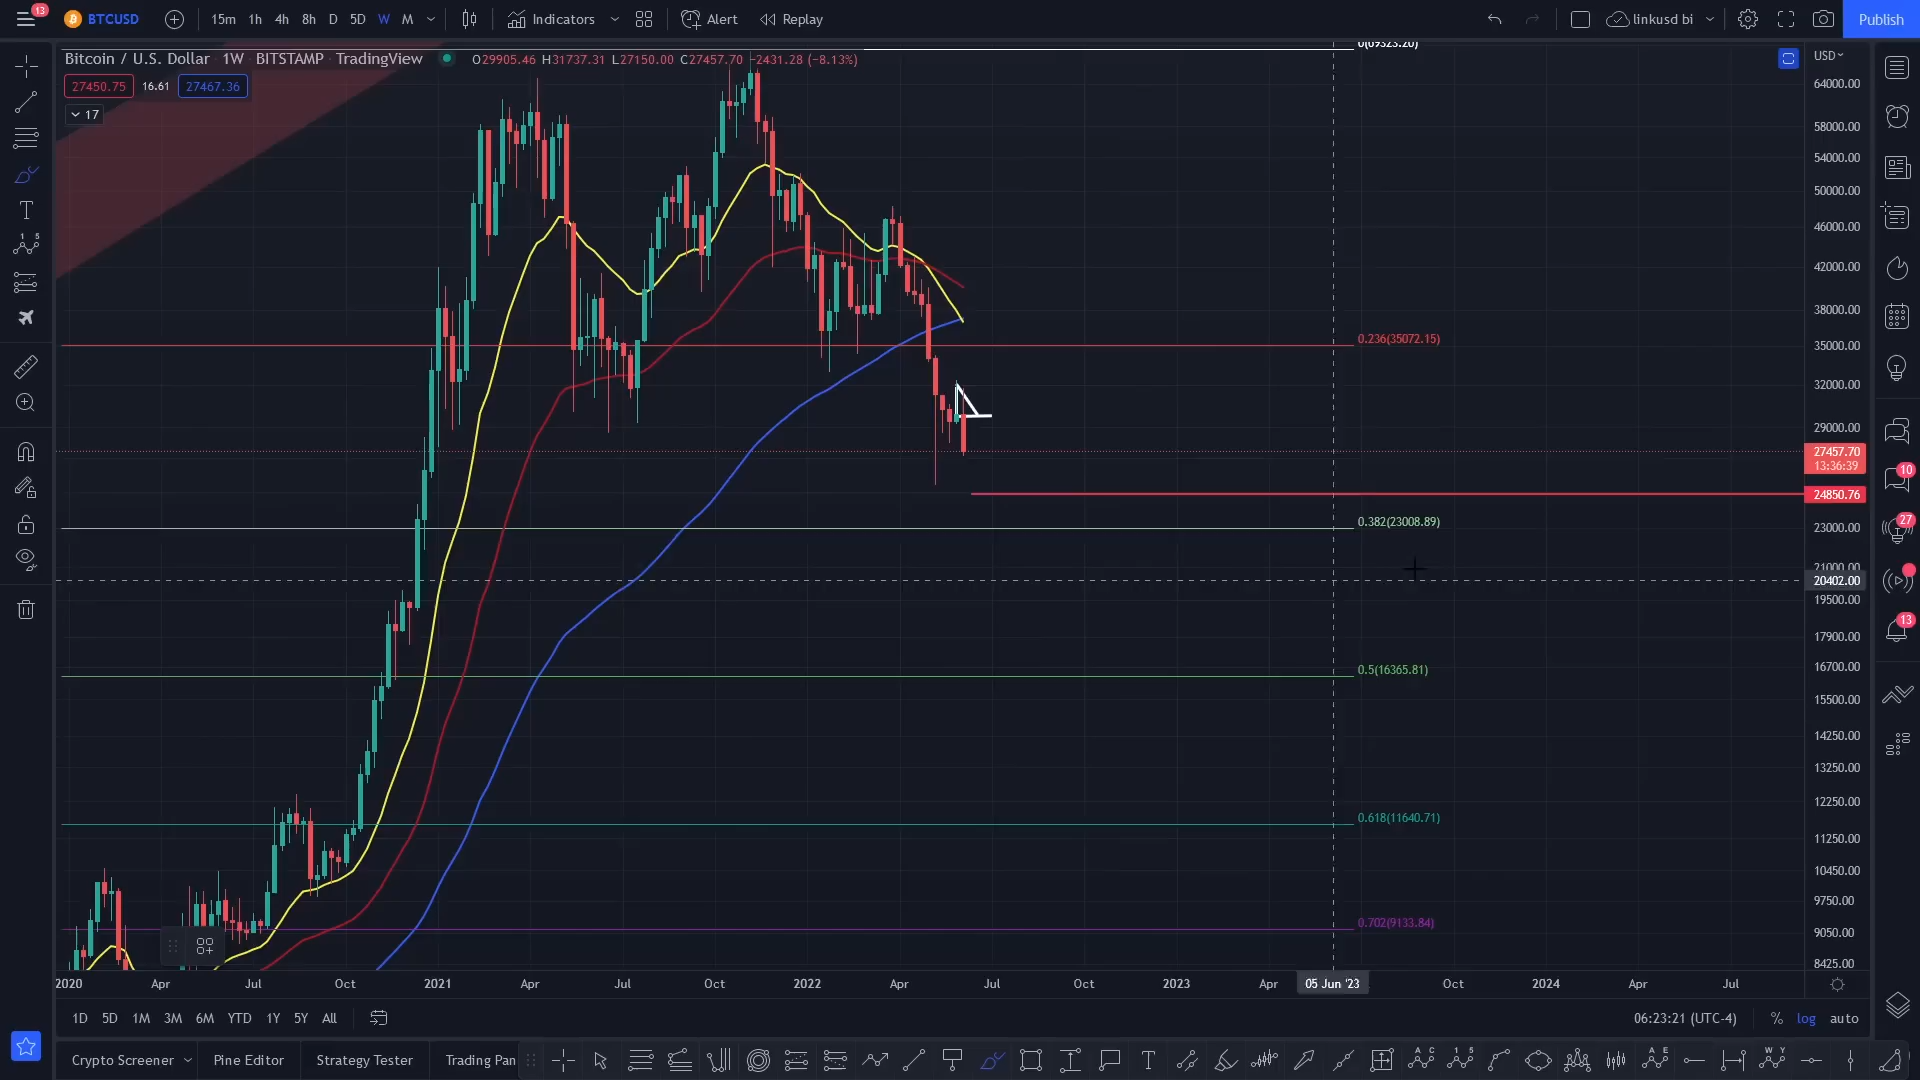 13
BTCUSD
15m 1h 4h 8h D 5D W M
Indicators
Alert
Replay
linkusd bi
Publish
Bitcoin / U.S. Dollar 1W BITSTAMP TradingView
O29905.46 H31737.31 L27150.00 C27457.70 −2431.28 (−8.13%)
27450.75 16.61 27467.36
17
USD
64000.00
58000.00
54000.00
50000.00
46000.00
42000.00
38000.00
0.236(35072.15)
35000.00
32000.00
29000.00
27457.70
13:36:39
24850.76
0.382(23008.89)
23000.00
21000.00
20402.00
19500.00
17900.00
0.5(16365.81)
16700.00
15500.00
14250.00
13250.00
12250.00
0.618(11640.71)
11250.00
10450.00
9750.00
0.702(9133.84)
9050.00
8425.00
10
27
13
2020 Apr Jul Oct 2021 Apr Jul Oct 2022 Apr Jul Oct 2023 Apr 05 Jun '23 Oct 2024 Apr Jul
1D 5D 1M 3M 6M YTD 1Y 5Y All
06:23:21 (UTC-4) % log auto
Crypto Screener Pine Editor Strategy Tester Trading Pan